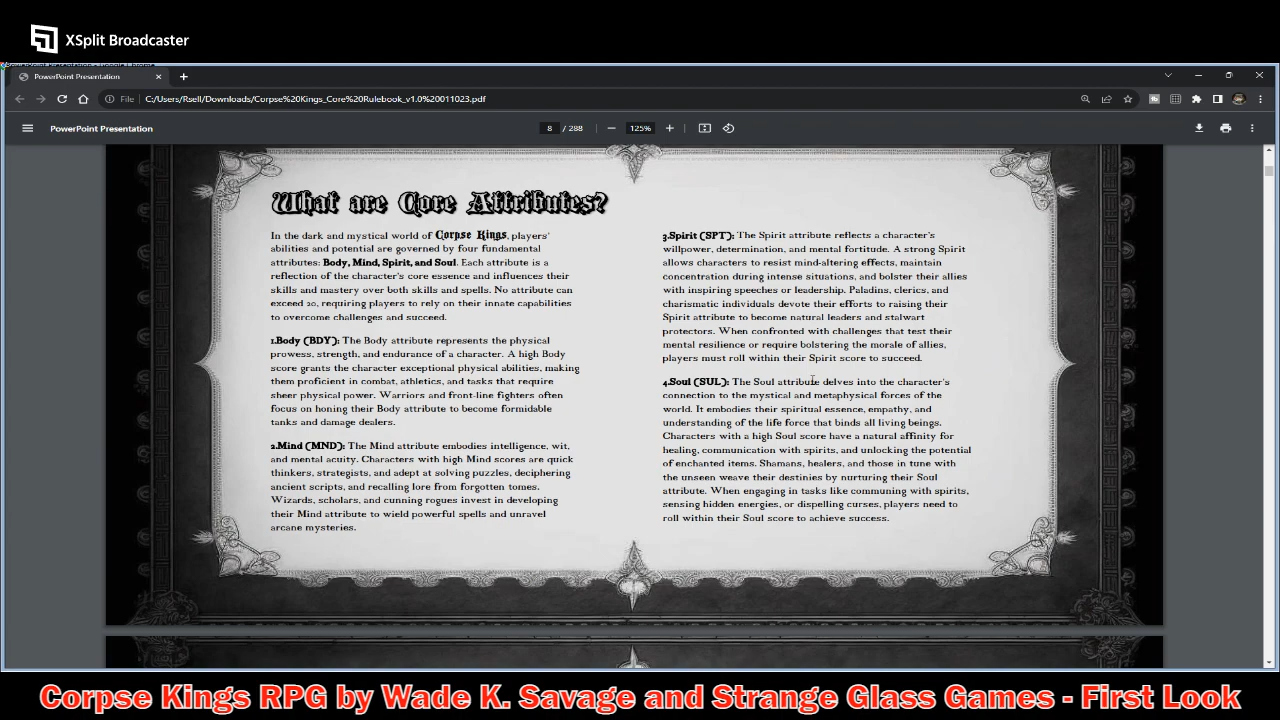 XSplit Broadcaster
PowerPoint Presentation - Google Chrome
PowerPoint Presentation
File C:/Users/Rsell/Downloads/Corpse%20Kings_Core%20Rulebook_v1.0%20011023.pdf
PowerPoint Presentation 8 / 288 125%
What are Core Attributes?
In the dark and mystical world of Corpse Kings, players'
abilities and potential are governed by four fundamental
attributes: Body, Mind, Spirit, and Soul. Each attribute is a
reflection of the character's core essence and influences their
skills and mastery over both skills and spells. No attribute can
exceed 20, requiring players to rely on their innate capabilities
to overcome challenges and succeed.
1.Body (BDY): The Body attribute represents the physical
prowess, strength, and endurance of a character. A high Body
score grants the character exceptional physical abilities, making
them proficient in combat, athletics, and tasks that require
sheer physical power. Warriors and front-line fighters often
focus on honing their Body attribute to become formidable
tanks and damage dealers.
2.Mind (MND): The Mind attribute embodies intelligence, wit,
and mental acuity. Characters with high Mind scores are quick
thinkers, strategists, and adept at solving puzzles, deciphering
ancient scripts, and recalling lore from forgotten tomes.
Wizards, scholars, and cunning rogues invest in developing
their Mind attribute to wield powerful spells and unravel
arcane mysteries.
3.Spirit (SPT): The Spirit attribute reflects a character's
willpower, determination, and mental fortitude. A strong Spirit
allows characters to resist mind-altering effects, maintain
concentration during intense situations, and bolster their allies
with inspiring speeches or leadership. Paladins, clerics, and
charismatic individuals devote their efforts to raising their
Spirit attribute to become natural leaders and stalwart
protectors. When confronted with challenges that test their
mental resilience or require bolstering the morale of allies,
players must roll within their Spirit score to succeed.
4.Soul (SUL): The Soul attribute delves into the character's
connection to the mystical and metaphysical forces of the
world. It embodies their spiritual essence, empathy, and
understanding of the life force that binds all living beings.
Characters with a high Soul score have a natural affinity for
healing, communication with spirits, and unlocking the potential
of enchanted items. Shamans, healers, and those in tune with
the unseen weave their destinies by nurturing their Soul
attribute. When engaging in tasks like communing with spirits,
sensing hidden energies, or dispelling curses, players need to
roll within their Soul score to achieve success.
Corpse Kings RPG by Wade K. Savage and Strange Glass Games - First Look